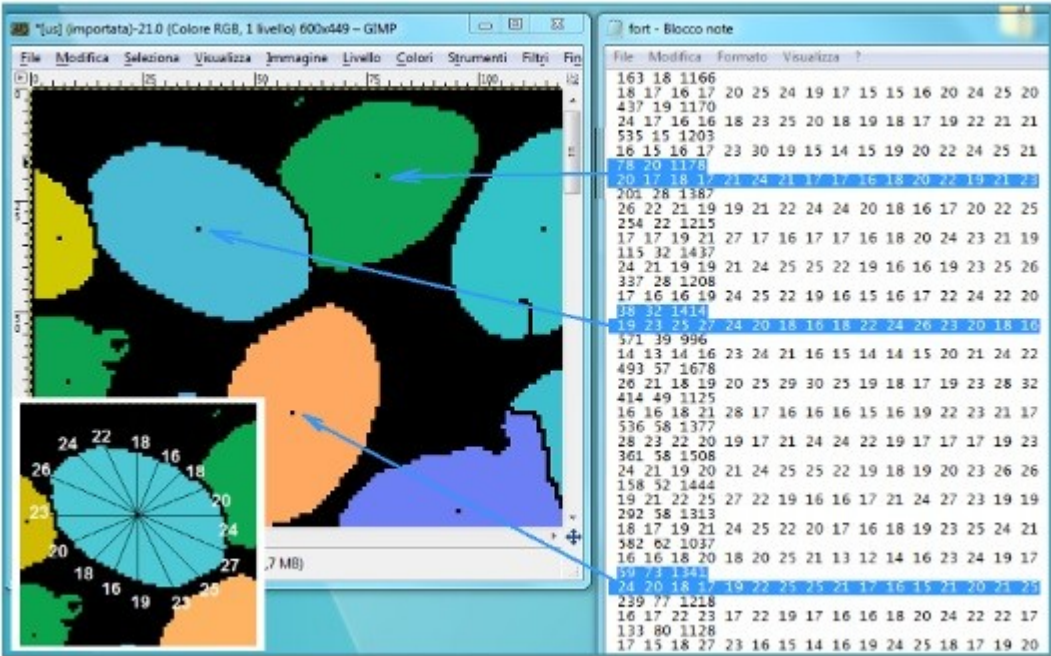 *[us] (importata)-21.0 (Colore RGB, 1 livello) 600x449 – GIMP
File Modifica Seleziona Visualizza Immagine Livello Colori Strumenti Filtri Fin
0 25 50 75 100
0
25
50
,7 MB)
24 22 18 16 18 20 24 27 25 23 19 16 18 20 23 26
fort - Blocco note
File Modifica Formato Visualizza ?
163 18 1166
18 17 16 17 20 25 24 19 17 15 15 16 20 24 25 20
437 19 1170
24 17 16 16 18 23 25 20 18 19 18 17 19 22 21 21
535 15 1203
16 15 16 17 23 30 19 15 14 15 19 20 22 24 25 21
78 20 1178
20 17 18 17 21 24 21 17 17 16 18 20 22 19 21 23
201 28 1387
26 22 21 19 19 21 22 24 24 20 18 16 17 20 22 25
254 22 1215
17 17 19 21 27 17 16 17 17 16 18 20 24 23 21 19
115 32 1437
24 21 19 19 21 24 25 25 22 19 16 16 19 23 25 26
337 28 1208
17 16 16 19 24 25 22 19 16 15 16 17 22 24 22 20
38 32 1414
19 23 25 27 24 20 18 16 18 22 24 26 23 20 18 16
571 39 996
14 13 14 16 23 24 21 16 15 14 14 15 20 21 24 22
493 57 1678
26 21 18 19 20 25 29 30 25 19 18 17 19 23 28 32
414 49 1125
16 16 18 21 28 17 16 16 16 15 16 19 22 23 21 17
536 58 1377
28 23 22 20 19 17 21 24 24 22 19 17 17 17 19 23
361 58 1508
24 21 19 20 21 24 25 25 22 19 18 19 20 23 26 26
158 52 1444
19 21 22 25 27 22 19 16 16 17 21 24 27 23 19 19
292 58 1313
18 17 19 21 24 25 22 20 17 16 18 19 23 25 24 21
582 62 1037
16 16 18 20 18 20 25 21 13 12 14 16 23 24 19 17
59 73 1341
24 20 18 17 19 22 25 25 21 17 16 15 21 20 21 25
239 77 1218
16 17 22 23 17 22 19 17 16 16 18 20 24 22 22 17
133 80 1128
17 15 18 27 23 16 15 14 16 19 24 25 18 17 19 20